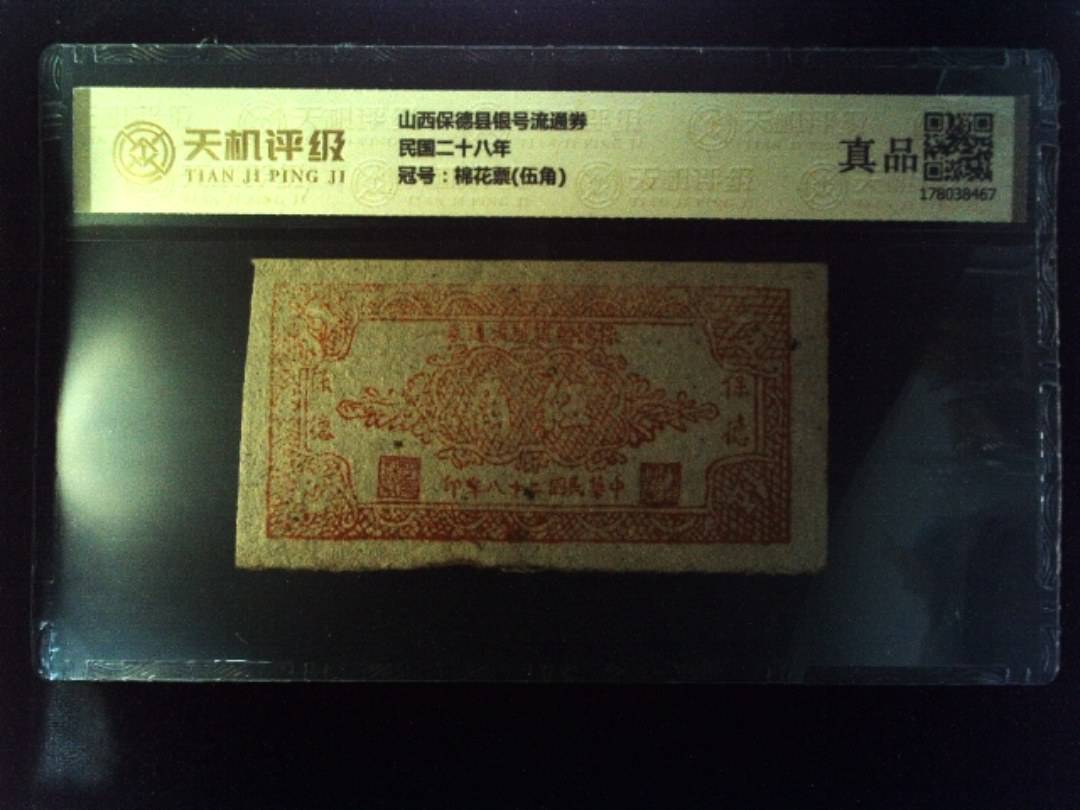 天机评级
TIAN JI PING JI
山西保德县银号流通券
民国二十八年
冠号：棉花票(伍角)
真品
178038467
角 伍
保德
保德
印年八十二國民華中